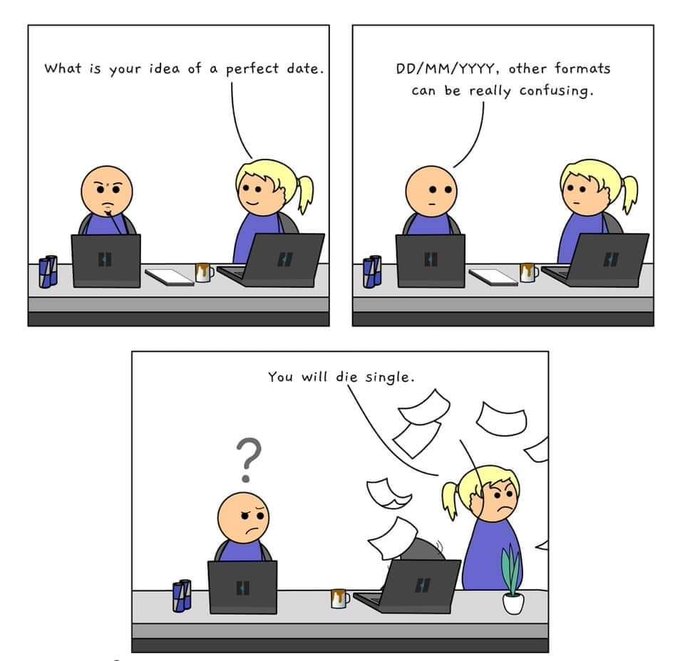 What is your idea of a perfect date.
DD/MM/YYYY, other formats
can be really confusing.
You will die single.
?